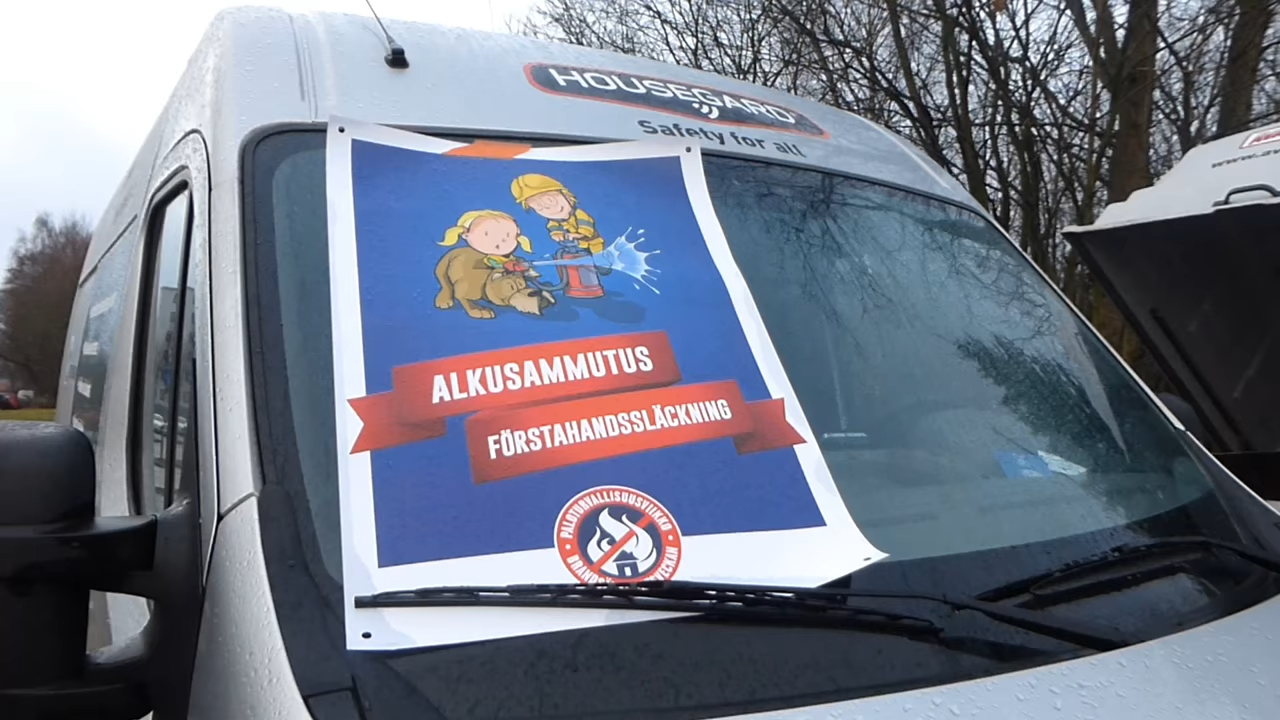 HOUSEGARD
Safety for all
ALKUSAMMUTUS
FÖRSTAHANDSSLÄCKNING
PALOTURVALLISUUSVIIKKO